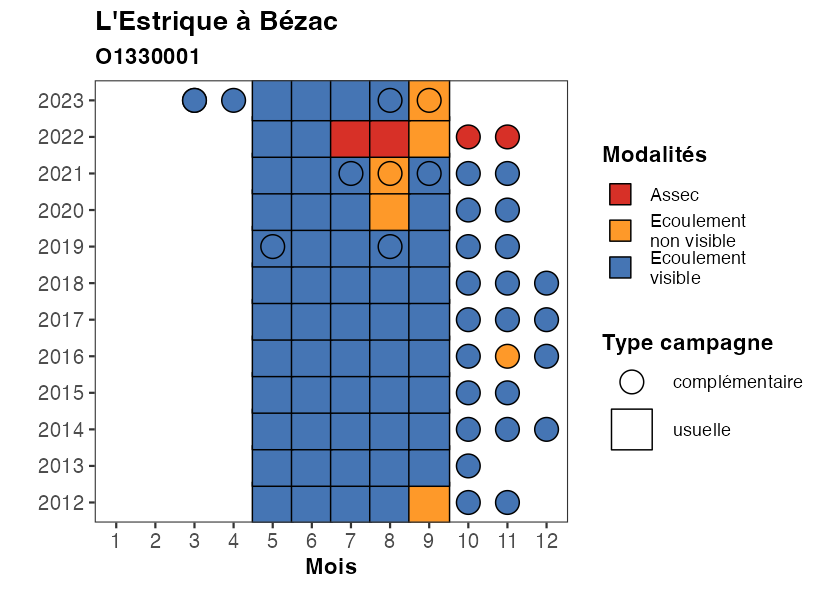 L'Estrique à Bézac
O1330001
2023
2022
2021
2020
2019
2018
2017
2016
2015
2014
2013
2012
1 2 3 4 5 6 7 8 9 10 11 12
Mois
Modalités
Assec
Ecoulement
non visible
Ecoulement
visible
Type campagne
complémentaire
usuelle